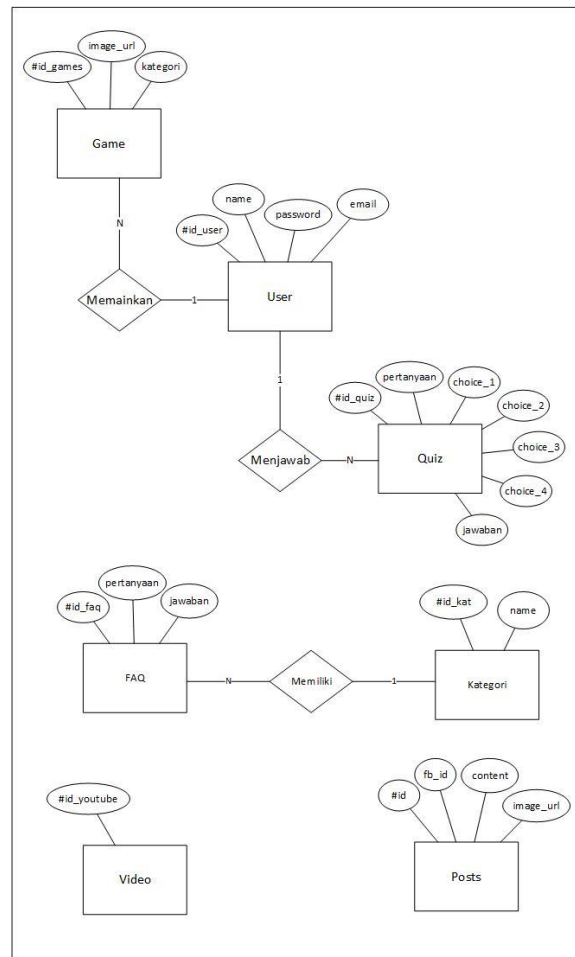 image_url
#id_games
kategori
Game
N
name
email
password
#id_user
Memainkan
1
User
1
pertanyaan
choice_1
#id_quiz
choice_2
Menjawab
N
Quiz
choice_3
choice_4
jawaban
pertanyaan
#id_faq
jawaban
#id_kat
name
FAQ
N
Memiliki
1
Kategori
fb_id
content
#id_youtube
#id
image_url
Video
Posts